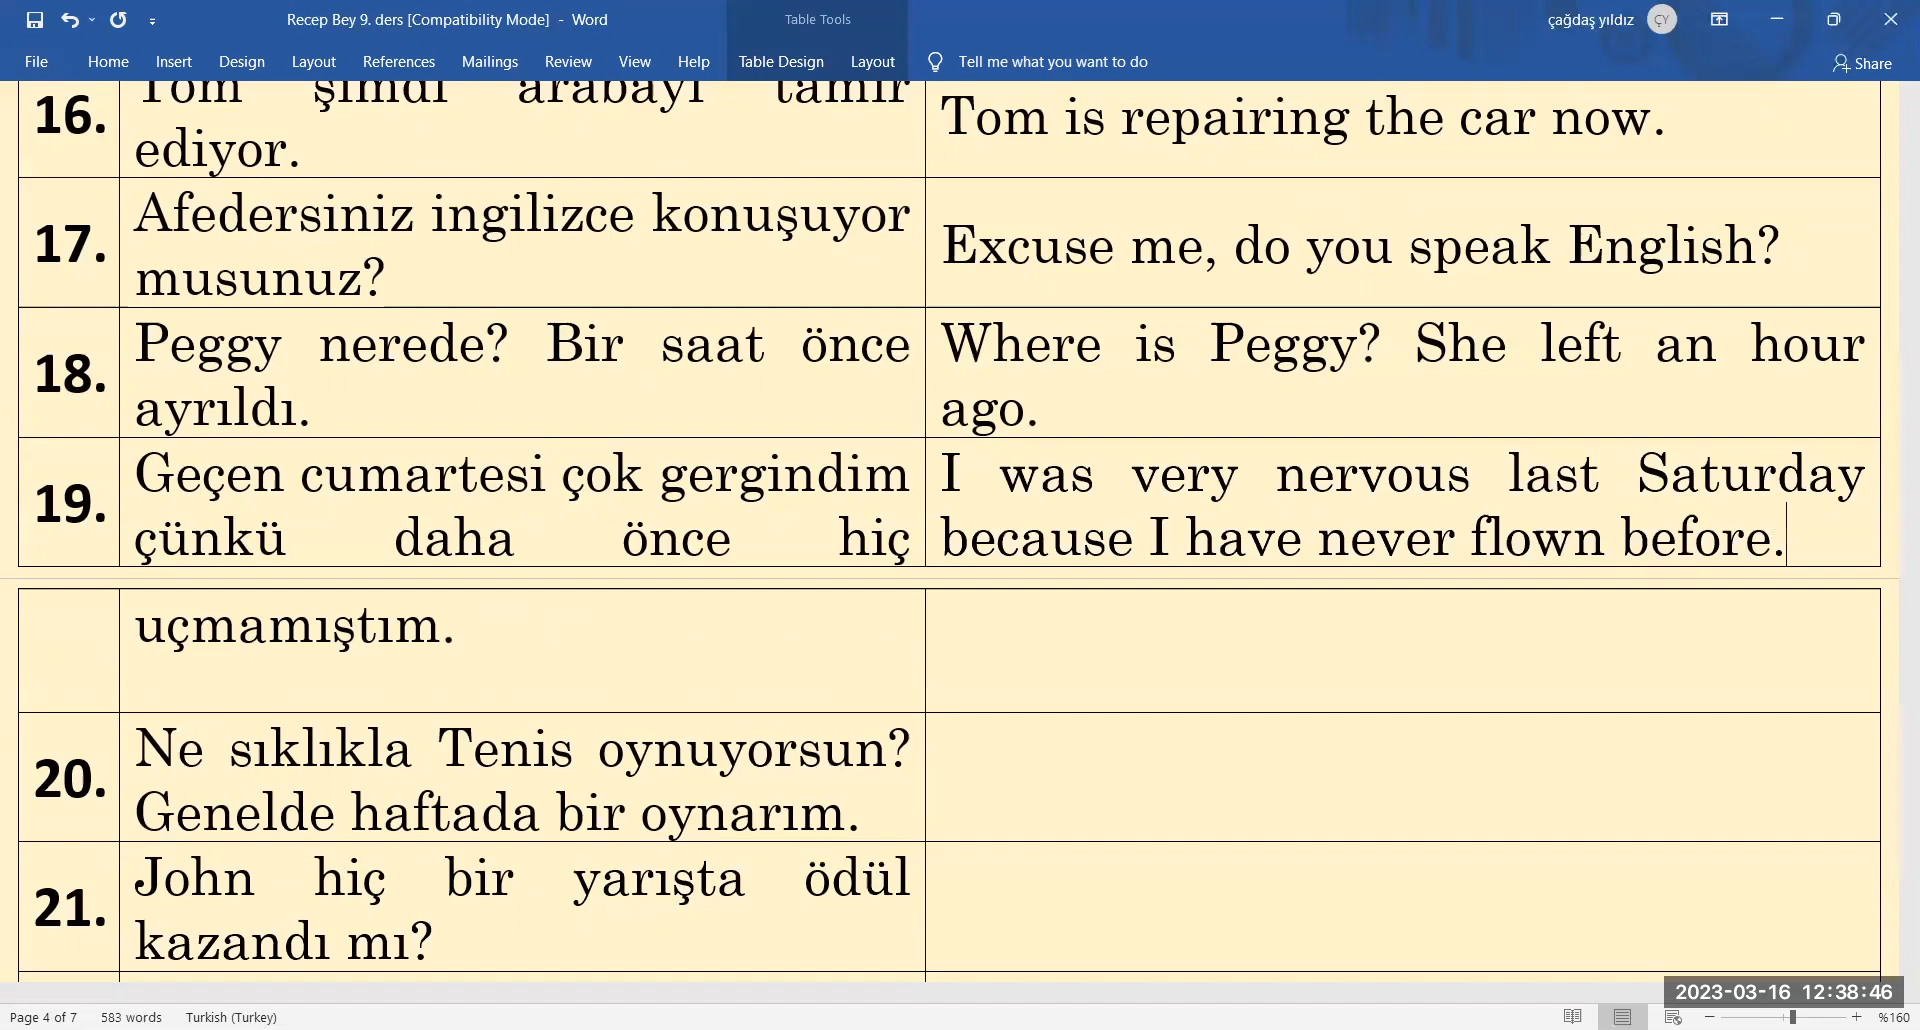 Recep Bey 9. ders [Compatibility Mode] - Word
Table Tools
çağdaş yıldız
ÇY
File Home Insert Design Layout References Mailings Review View Help Table Design Layout Tell me what you want to do Share
16.
Tom şimdi arabayı tamir
ediyor.
Tom is repairing the car now.
17.
Afedersiniz ingilizce konuşuyor
musunuz?
Excuse me, do you speak English?
18.
Peggy nerede? Bir saat önce
ayrıldı.
Where is Peggy? She left an hour
ago.
19.
Geçen cumartesi çok gergindim
çünkü daha önce hiç
I was very nervous last Saturday
because I have never flown before.
uçmamıştım.
20.
Ne sıklıkla Tenis oynuyorsun?
Genelde haftada bir oynarım.
21.
John hiç bir yarışta ödül
kazandı mı?
2023-03-16 12:38:46
Page 4 of 7 583 words Turkish (Turkey)
%160